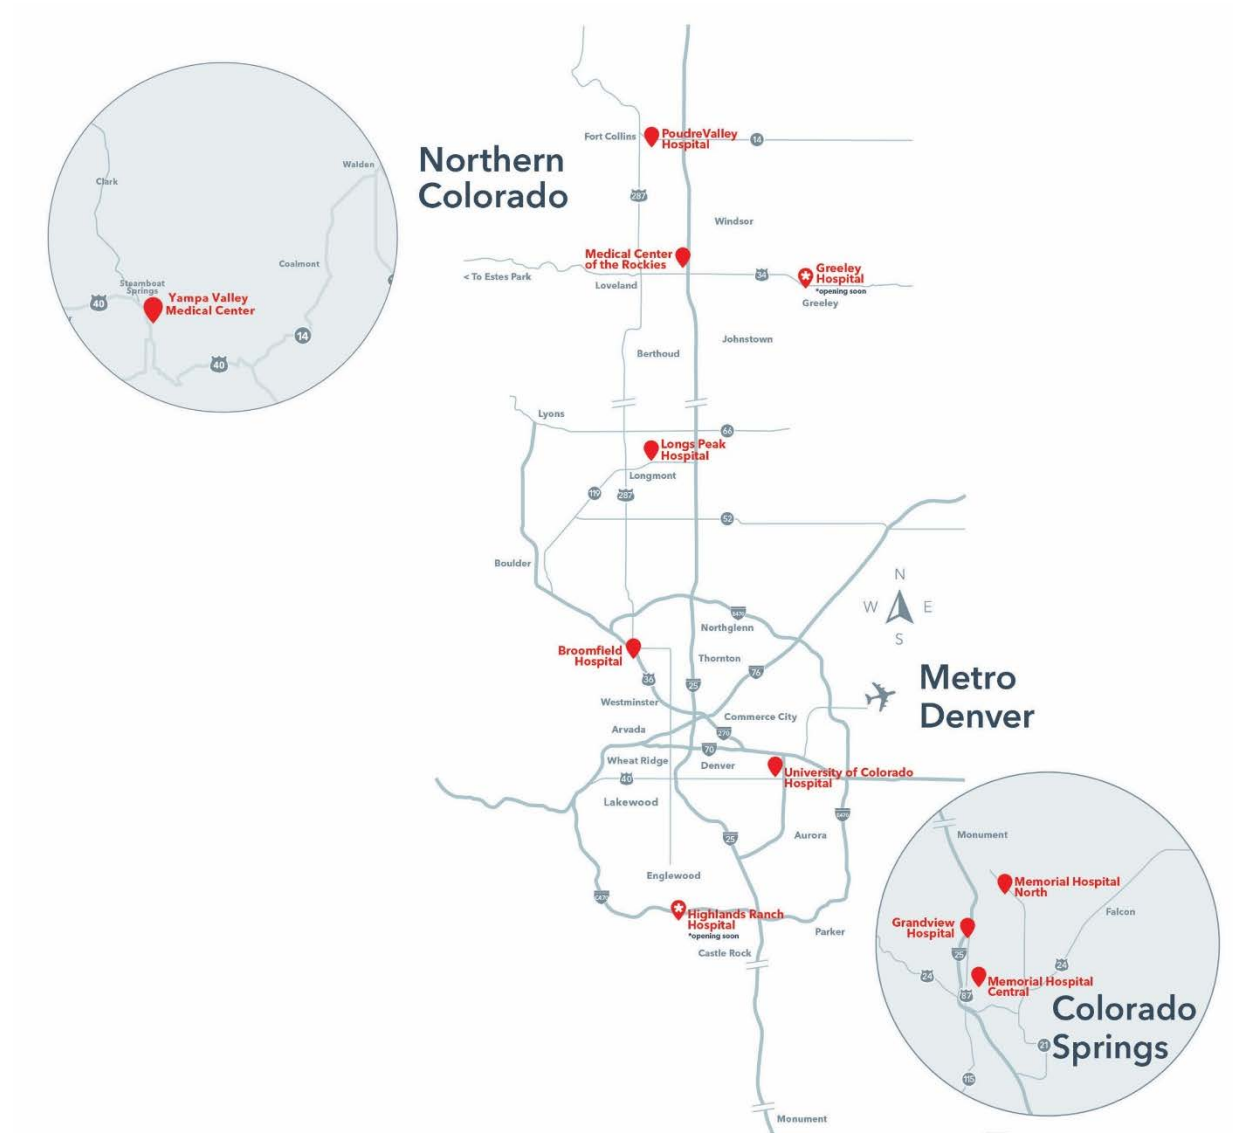 Northern
Colorado
Fort Collins
PoudreValley
Hospital
14
287
Windsor
Medical Center
of the Rockies
< To Estes Park
Loveland
34
Greeley
Hospital
*opening soon
Greeley
Johnstown
Berthoud
Walden
Clark
Coalmont
Steamboat
Springs
40
Yampa Valley
Medical Center
14
40
Lyons
66
Longs Peak
Hospital
Longmont
119
287
52
Boulder
N
W
E
S
Northglenn
Broomfield
Hospital
Thornton
76
36
25
Metro
Denver
Westminster
Commerce City
Arvada
270
70
Wheat Ridge
Denver
40
University of Colorado
Hospital
Lakewood
25
Aurora
Englewood
Highlands Ranch
Hospital
*opening soon
Parker
Castle Rock
Monument
Monument
Memorial Hospital
North
Grandview
Hospital
Falcon
25
24
24
Memorial Hospital
Central
87
Colorado
Springs
21
115